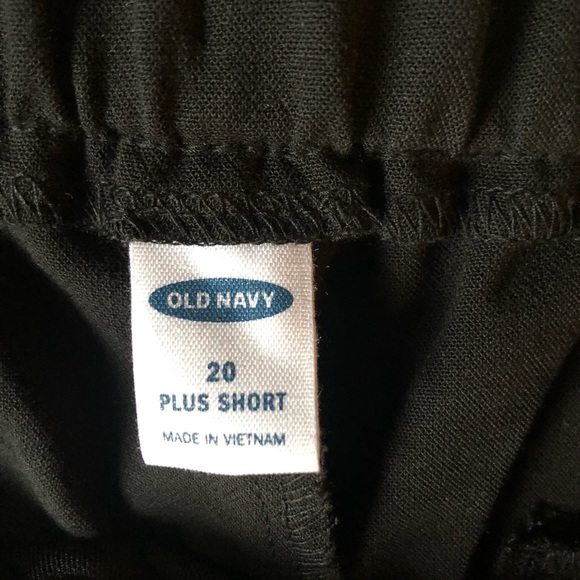 OLD NAVY
20
PLUS SHORT
MADE IN VIETNAM